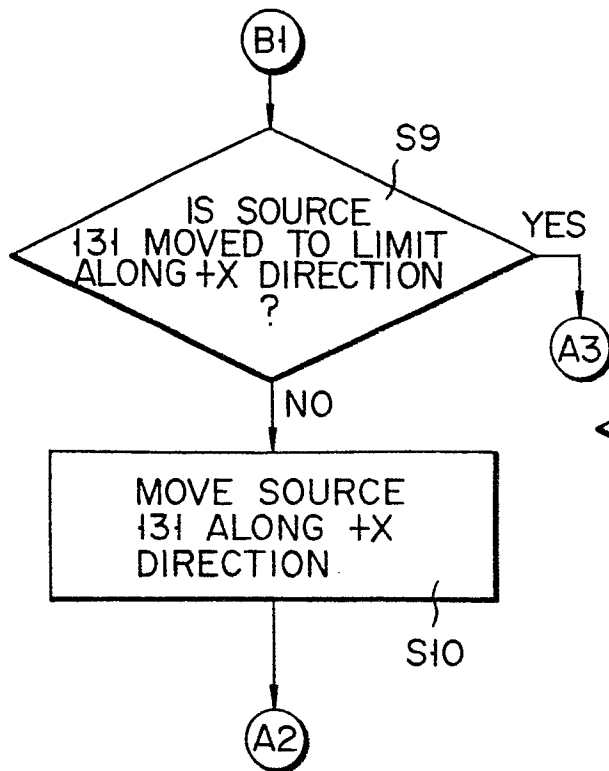 B1
S9
IS SOURCE
131 MOVED TO LIMIT
ALONG +X DIRECTION
?
YES
A3
NO
MOVE SOURCE
131 ALONG +X
DIRECTION
S10
A2